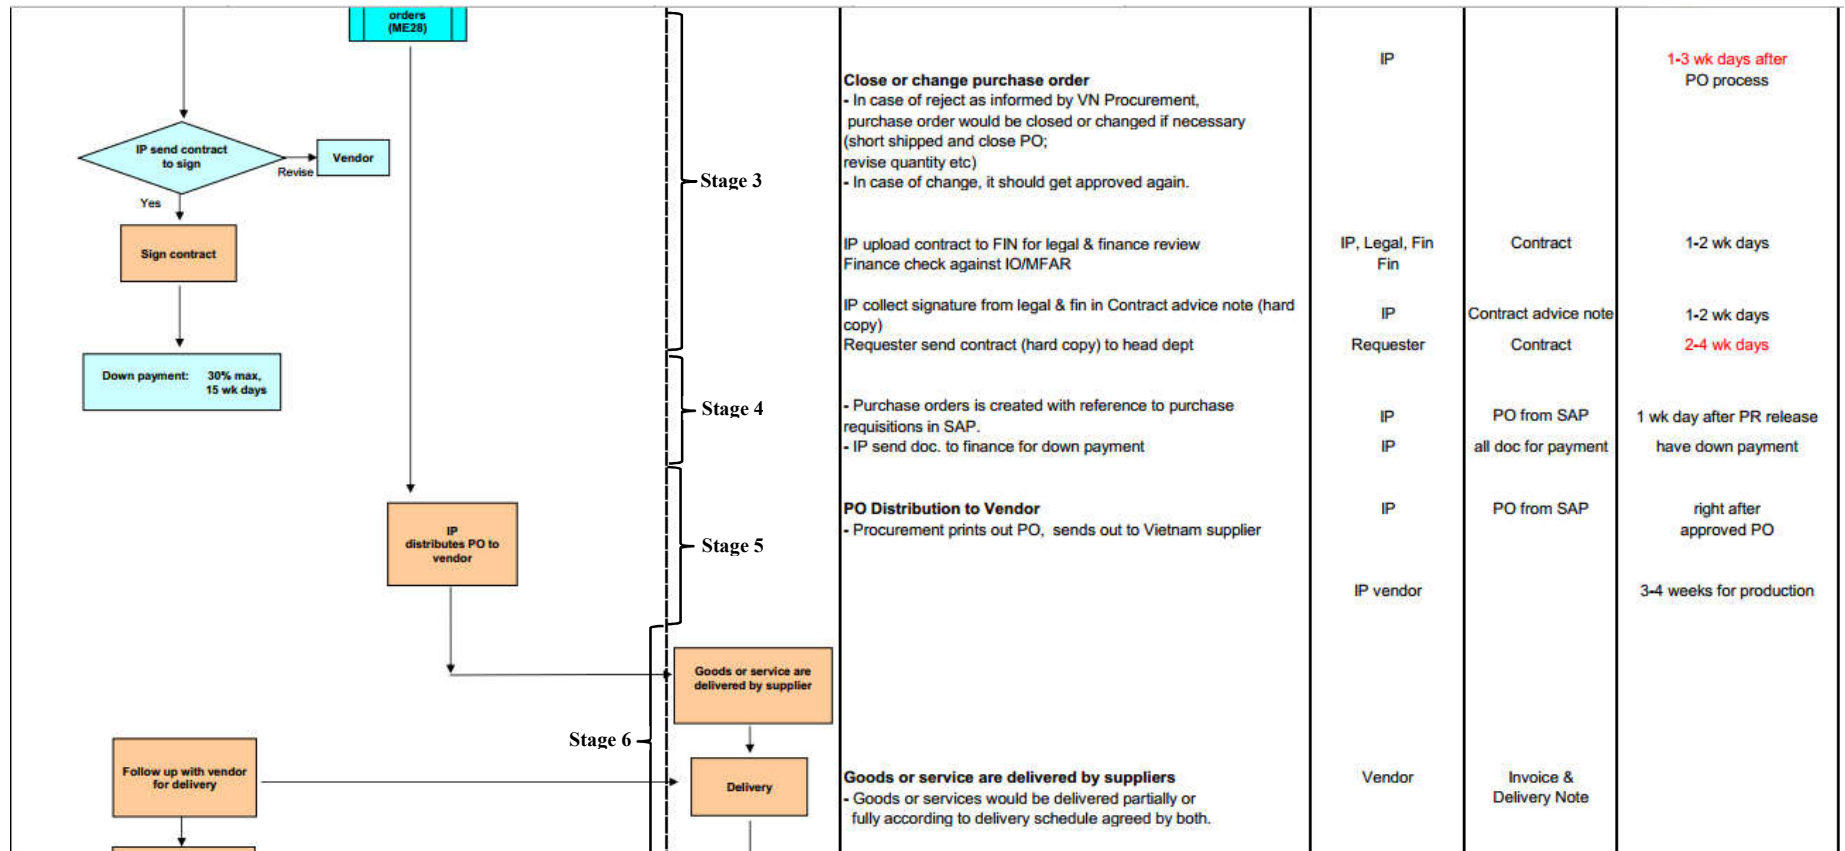 orders
(ME28)
IP send contract
to sign
Revise
Vendor
Yes
Sign contract
Down payment: 30% max,
15 wk days
IP
distributes PO to
vendor
Goods or service are
delivered by supplier
Follow up with vendor
for delivery
Delivery
Stage 3
Stage 4
Stage 5
Stage 6
IP
1-3 wk days after
PO process
Close or change purchase order
- In case of reject as informed by VN Procurement,
purchase order would be closed or changed if necessary
(short shipped and close PO;
revise quantity etc)
- In case of change, it should get approved again.
IP upload contract to FIN for legal & finance review
Finance check against IO/MFAR
IP, Legal, Fin
Fin
Contract
1-2 wk days
IP collect signature from legal & fin in Contract advice note (hard
copy)
IP
Contract advice note
1-2 wk days
Requester send contract (hard copy) to head dept
Requester
Contract
2-4 wk days
- Purchase orders is created with reference to purchase
requisitions in SAP.
IP
PO from SAP
1 wk day after PR release
- IP send doc. to finance for down payment
IP
all doc for payment
have down payment
PO Distribution to Vendor
- Procurement prints out PO, sends out to Vietnam supplier
IP
PO from SAP
right after
approved PO
IP vendor
3-4 weeks for production
Goods or service are delivered by suppliers
- Goods or services would be delivered partially or
fully according to delivery schedule agreed by both.
Vendor
Invoice &
Delivery Note